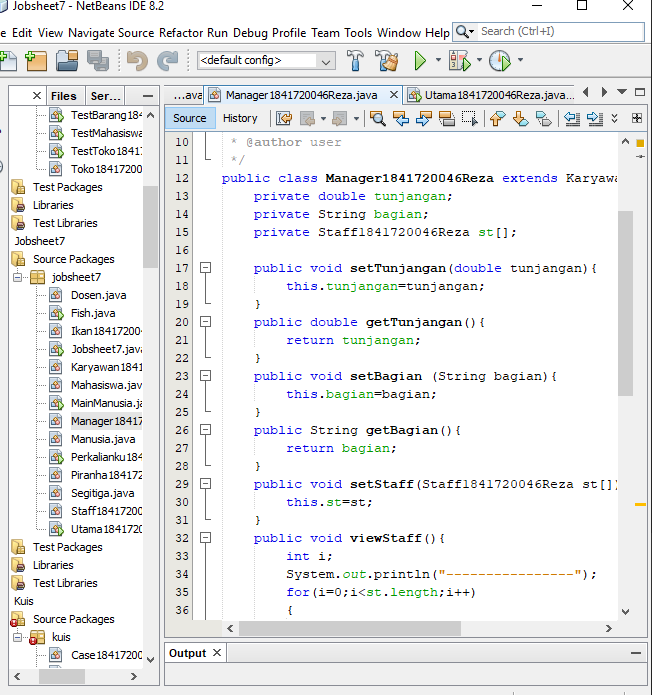 Jobsheet7 - NetBeans IDE 8.2
e Edit View Navigate Source Refactor Run Debug Profile Team Tools Window Help
Search (Ctrl+I)
<default config>
Files
Ser...
...ava
Manager1841720046Reza.java
Utama1841720046Reza.java...
TestBarang184
TestMahasisw
TestToko18417
Toko18417200
Test Packages
Libraries
Test Libraries
Jobsheet7
Source Packages
jobsheet7
Dosen.java
Fish.java
Ikan18417200
Jobsheet7.java
Karyawan184
Mahasiswa.jav
MainManusia.j
Manager18417
Manusia.java
Perkalianku184
Piranha184172
Segitiga.java
Staff18417200
Utama1841720
Test Packages
Libraries
Test Libraries
Kuis
Source Packages
kuis
Case18417200
Source
History
10 * @author user
11 */
12 public class Manager1841720046Reza extends Karyawa
13 private double tunjangan;
14 private String bagian;
15 private Staff1841720046Reza st[];
16
17 public void setTunjangan(double tunjangan){
18 this.tunjangan=tunjangan;
19 }
20 public double getTunjangan(){
21 return tunjangan;
22 }
23 public void setBagian (String bagian){
24 this.bagian=bagian;
25 }
26 public String getBagian(){
27 return bagian;
28 }
29 public void setStaff(Staff1841720046Reza st[])
30 this.st=st;
31 }
32 public void viewStaff(){
33 int i;
34 System.out.println("----------------");
35 for(i=0;i<st.length;i++)
36 {
Output